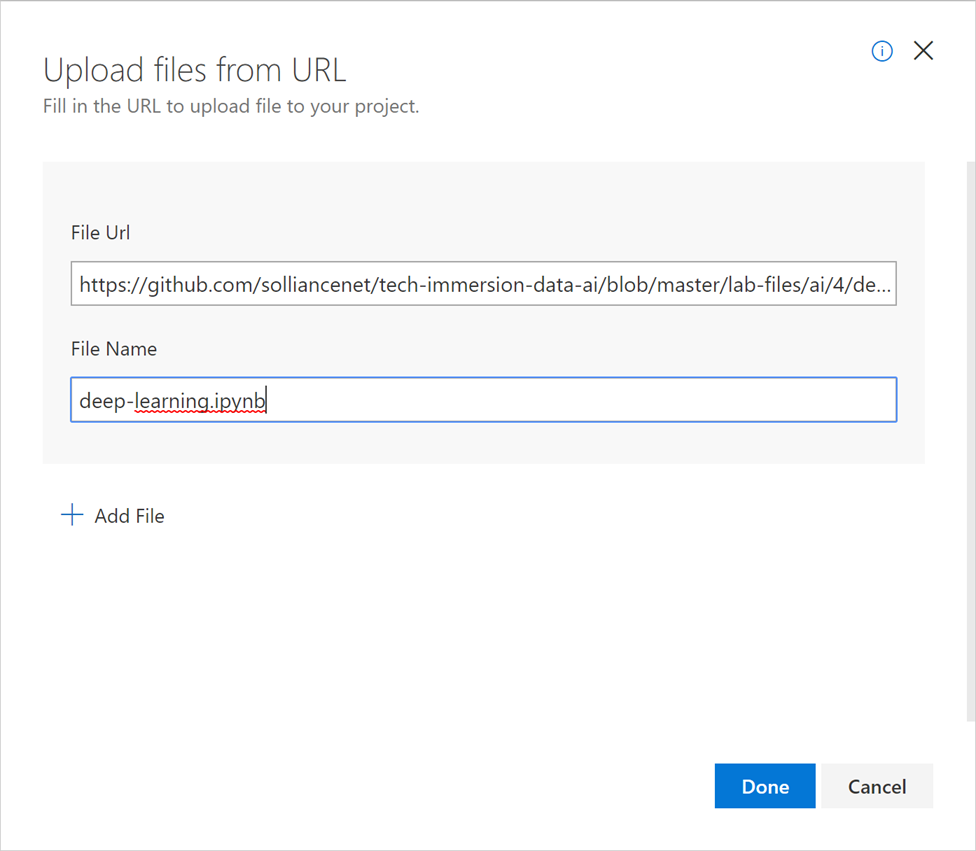 Upload files from URL
Fill in the URL to upload file to your project.
File Url
https://github.com/solliancenet/tech-immersion-data-ai/blob/master/lab-files/ai/4/de...
File Name
deep-learning.ipynb
Add File
Done
Cancel